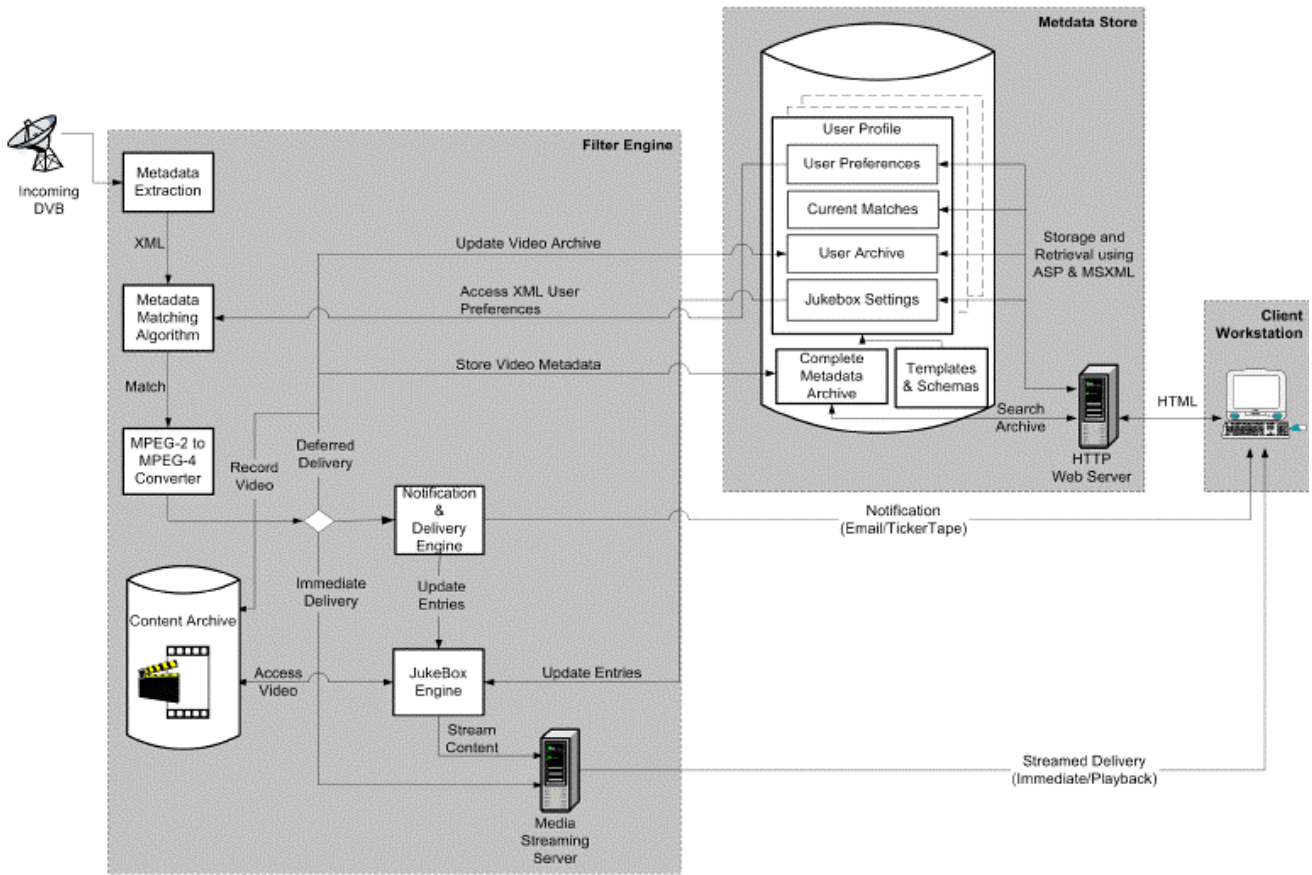 Metdata Store
User Profile
User Preferences
Current Matches
User Archive
Jukebox Settings
Complete
Metadata
Archive
Templates
& Schemas
Storage and
Retrieval using
ASP & MSXML
Search
Archive
HTTP
Web Server
HTML
Client
Workstation
Incoming
DVB
Filter Engine
Metadata
Extraction
XML
Metadata
Matching
Algorithm
Match
MPEG-2 to
MPEG-4
Converter
Update Video Archive
Access XML User
Preferences
Store Video Metadata
Record
Video
Deferred
Delivery
Immediate
Delivery
Notification
&
Delivery
Engine
Update
Entries
Notification
(Email/TickerTape)
Content Archive
Access
Video
JukeBox
Engine
Update Entries
Stream
Content
Media
Streaming
Server
Streamed Delivery
(Immediate/Playback)